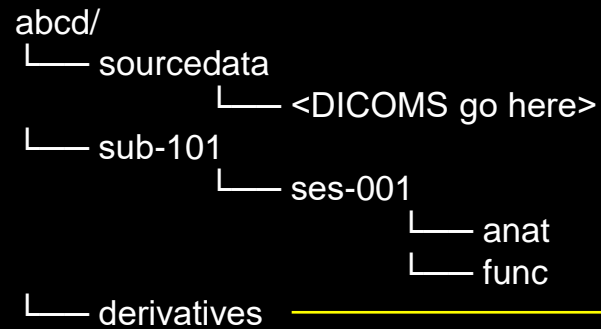 abcd/
└── sourcedata
└── <DICOMS go here>
└── sub-101
└── ses-001
└── anat
└── func
└── derivatives